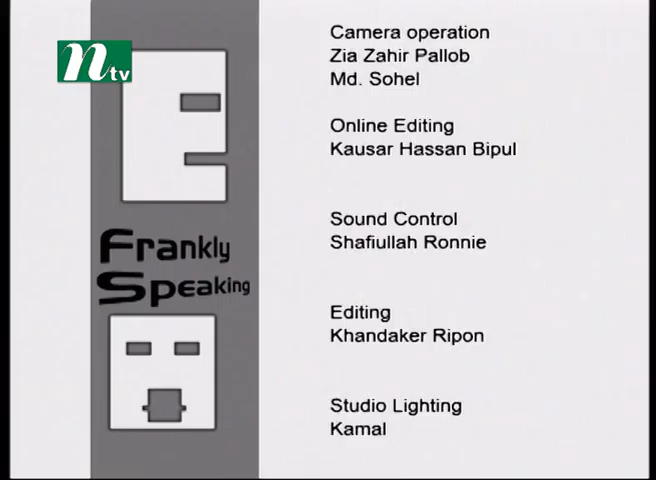 ntv
Camera operation
Zia Zahir Pallob
Md. Sohel
Online Editing
Kausar Hassan Bipul
Frankly
Speaking
Sound Control
Shafiullah Ronnie
Editing
Khandaker Ripon
Studio Lighting
Kamal